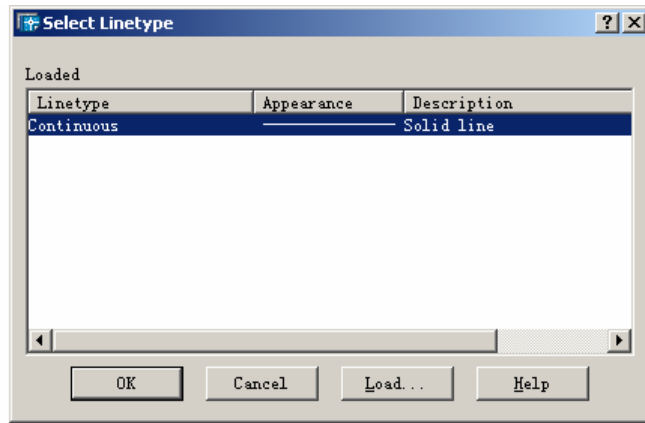 Select Linetype
Loaded
Linetype Appearance Description
Continuous Solid line
OK Cancel Load... Help